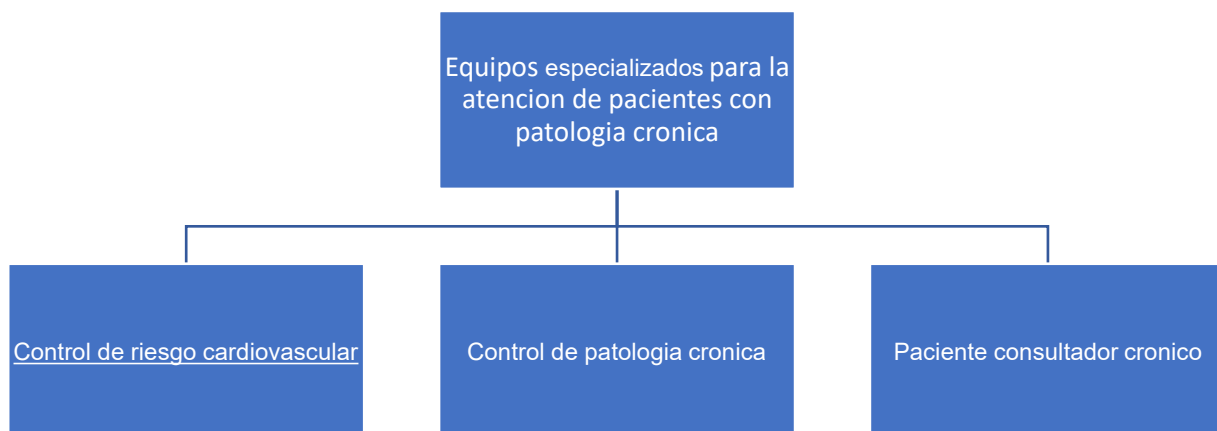 Equipos especializados para la
atencion de pacientes con
patologia cronica
Control de riesgo cardiovascular
Control de patologia cronica
Paciente consultador cronico